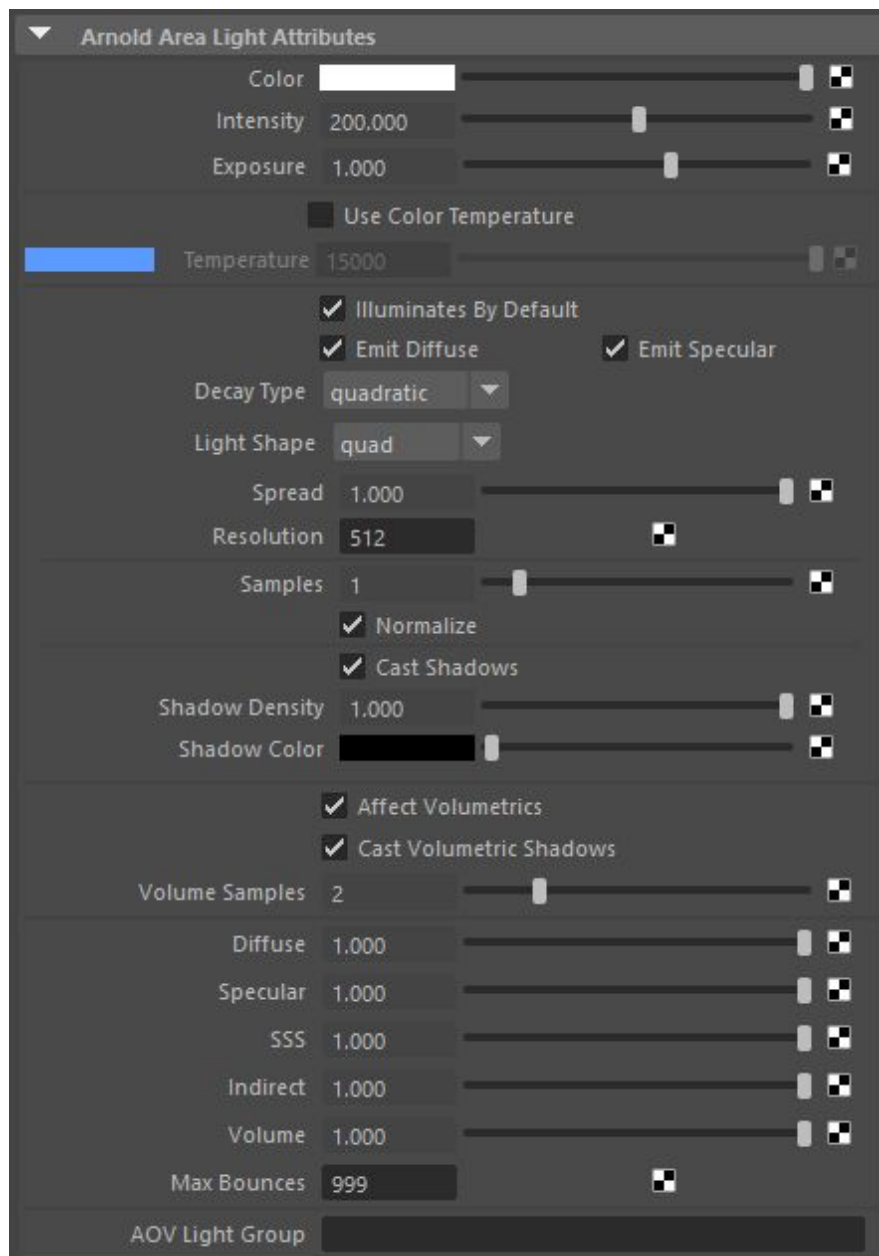 Arnold Area Light Attributes
Color
Intensity 200.000
Exposure 1.000
Use Color Temperature
Temperature 15000
Illuminates By Default
Emit Diffuse Emit Specular
Decay Type quadratic
Light Shape quad
Spread 1.000
Resolution 512
Samples 1
Normalize
Cast Shadows
Shadow Density 1.000
Shadow Color
Affect Volumetrics
Cast Volumetric Shadows
Volume Samples 2
Diffuse 1.000
Specular 1.000
SSS 1.000
Indirect 1.000
Volume 1.000
Max Bounces 999
AOV Light Group